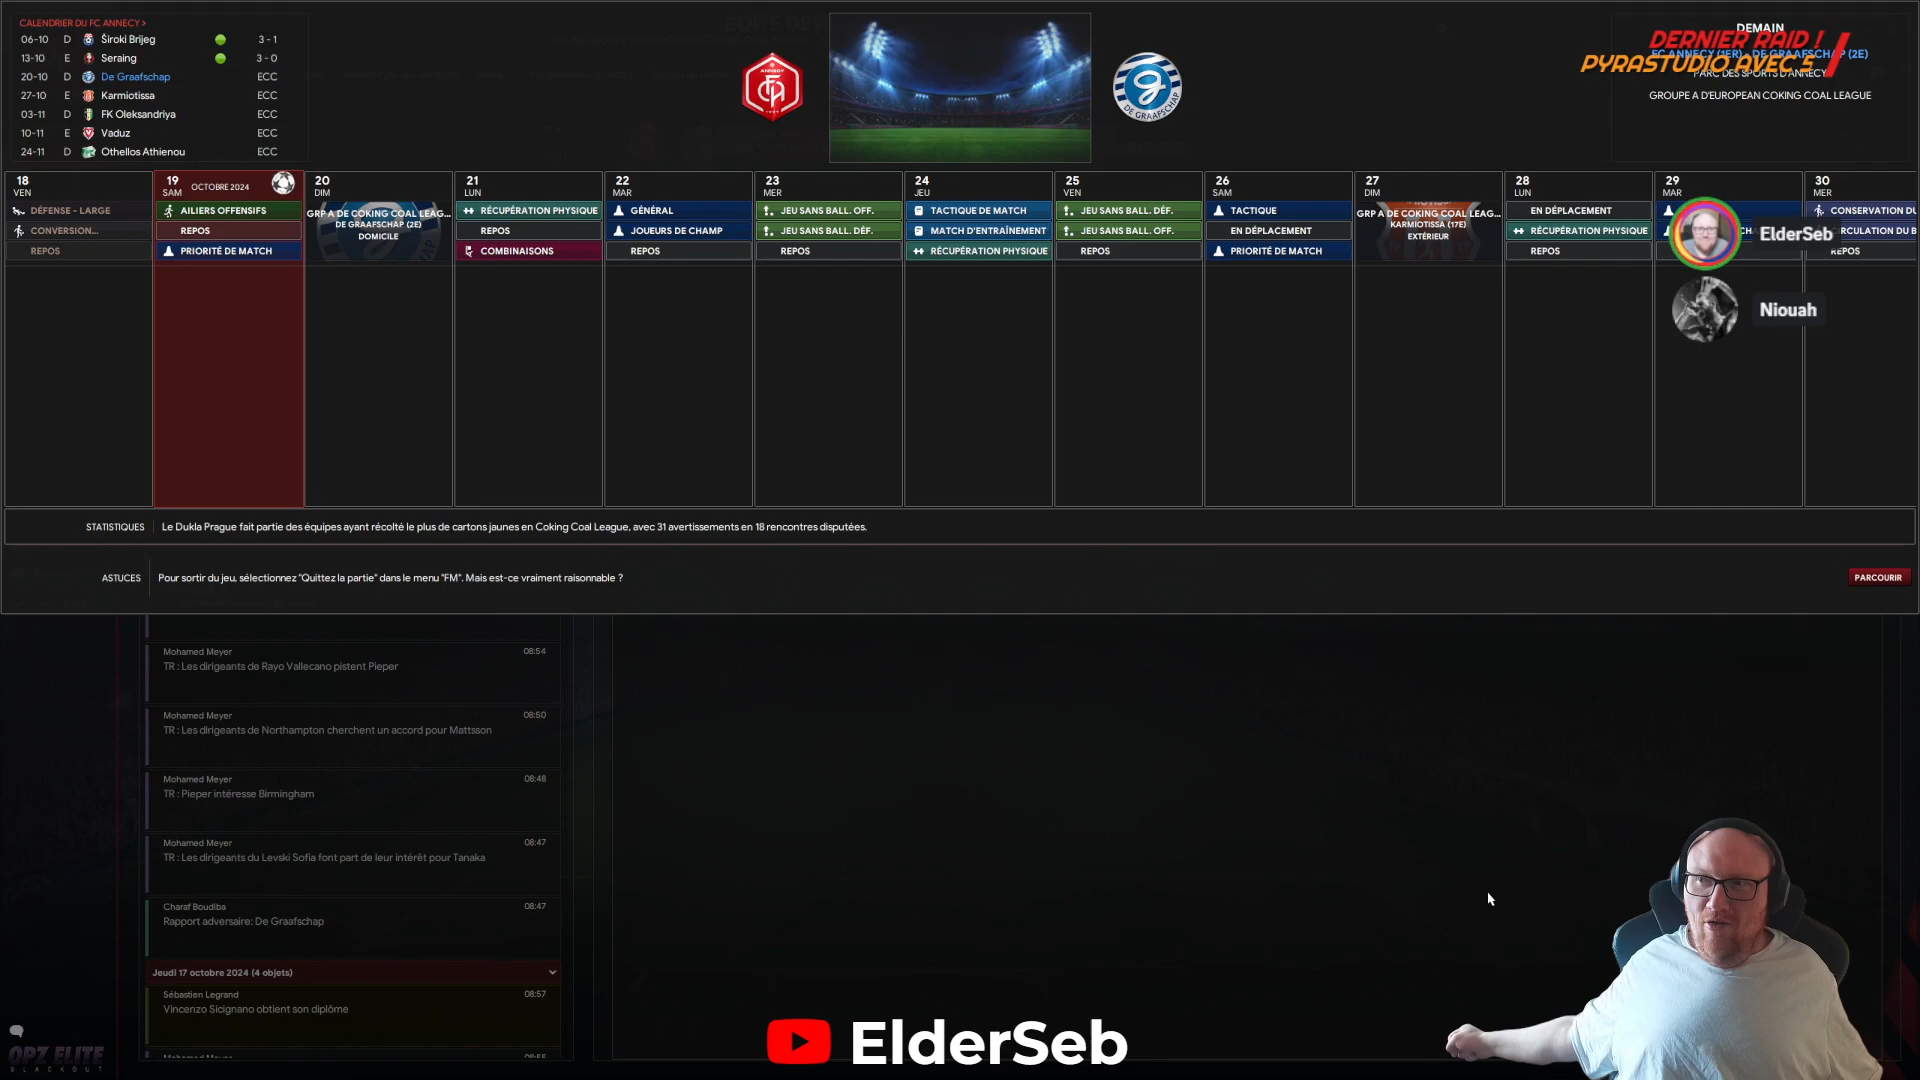 CALENDRIER DU FC ANNECY >
06-10 D Široki Brijeg 3 - 1
13-10 E Seraing 3 - 0
20-10 D De Graafschap ECC
27-10 E Karmiotissa ECC
03-11 D FK Oleksandriya ECC
10-11 E Vaduz ECC
24-11 D Othellos Athienou ECC
ANNECY
DE GRAAFSCHAP
DEMAIN
DERNIER RAID !
PYRASTUDIO AVEC 5
PARC DES SPORTS D'ANNECY
GROUPE A D'EUROPEAN COKING COAL LEAGUE
18 VEN
DÉFENSE - LARGE
CONVERSION...
REPOS
19 SAM OCTOBRE 2024
AILIERS OFFENSIFS
REPOS
PRIORITÉ DE MATCH
20 DIM
GRP A DE COKING COAL LEAG...
DE GRAAFSCHAP (2E)
DOMICILE
21 LUN
RÉCUPÉRATION PHYSIQUE
REPOS
COMBINAISONS
22 MAR
GÉNÉRAL
JOUEURS DE CHAMP
REPOS
23 MER
JEU SANS BALL. OFF.
JEU SANS BALL. DÉF.
REPOS
24 JEU
TACTIQUE DE MATCH
MATCH D'ENTRAÎNEMENT
RÉCUPÉRATION PHYSIQUE
25 VEN
JEU SANS BALL. DÉF.
JEU SANS BALL. OFF.
REPOS
26 SAM
TACTIQUE
EN DÉPLACEMENT
PRIORITÉ DE MATCH
27 DIM
GRP A DE COKING COAL LEAG...
KARMIOTISSA (17E)
EXTÉRIEUR
28 LUN
EN DÉPLACEMENT
RÉCUPÉRATION PHYSIQUE
REPOS
29 MAR
30 MER
CONSERVATION DU
CIRCULATION DU B
REPOS
ElderSeb
Niouah
STATISTIQUES Le Dukla Prague fait partie des équipes ayant récolté le plus de cartons jaunes en Coking Coal League, avec 31 avertissements en 18 rencontres disputées.
ASTUCES Pour sortir du jeu, sélectionnez "Quittez la partie" dans le menu "FM". Mais est-ce vraiment raisonnable ?
PARCOURIR
Mohamed Meyer 08:54
TR : Les dirigeants de Rayo Vallecano pistent Pieper
Mohamed Meyer 08:50
TR : Les dirigeants de Northampton cherchent un accord pour Mattsson
Mohamed Meyer 08:48
TR : Pieper intéresse Birmingham
Mohamed Meyer 08:47
TR : Les dirigeants du Levski Sofia font part de leur intérêt pour Tanaka
Charaf Boudiba 08:47
Rapport adversaire: De Graafschap
Jeudi 17 octobre 2024 (4 objets)
Sébastien Legrand 08:57
Vincenzo Sicignano obtient son diplôme
OPZ ELITE
BLACKOUT
ElderSeb